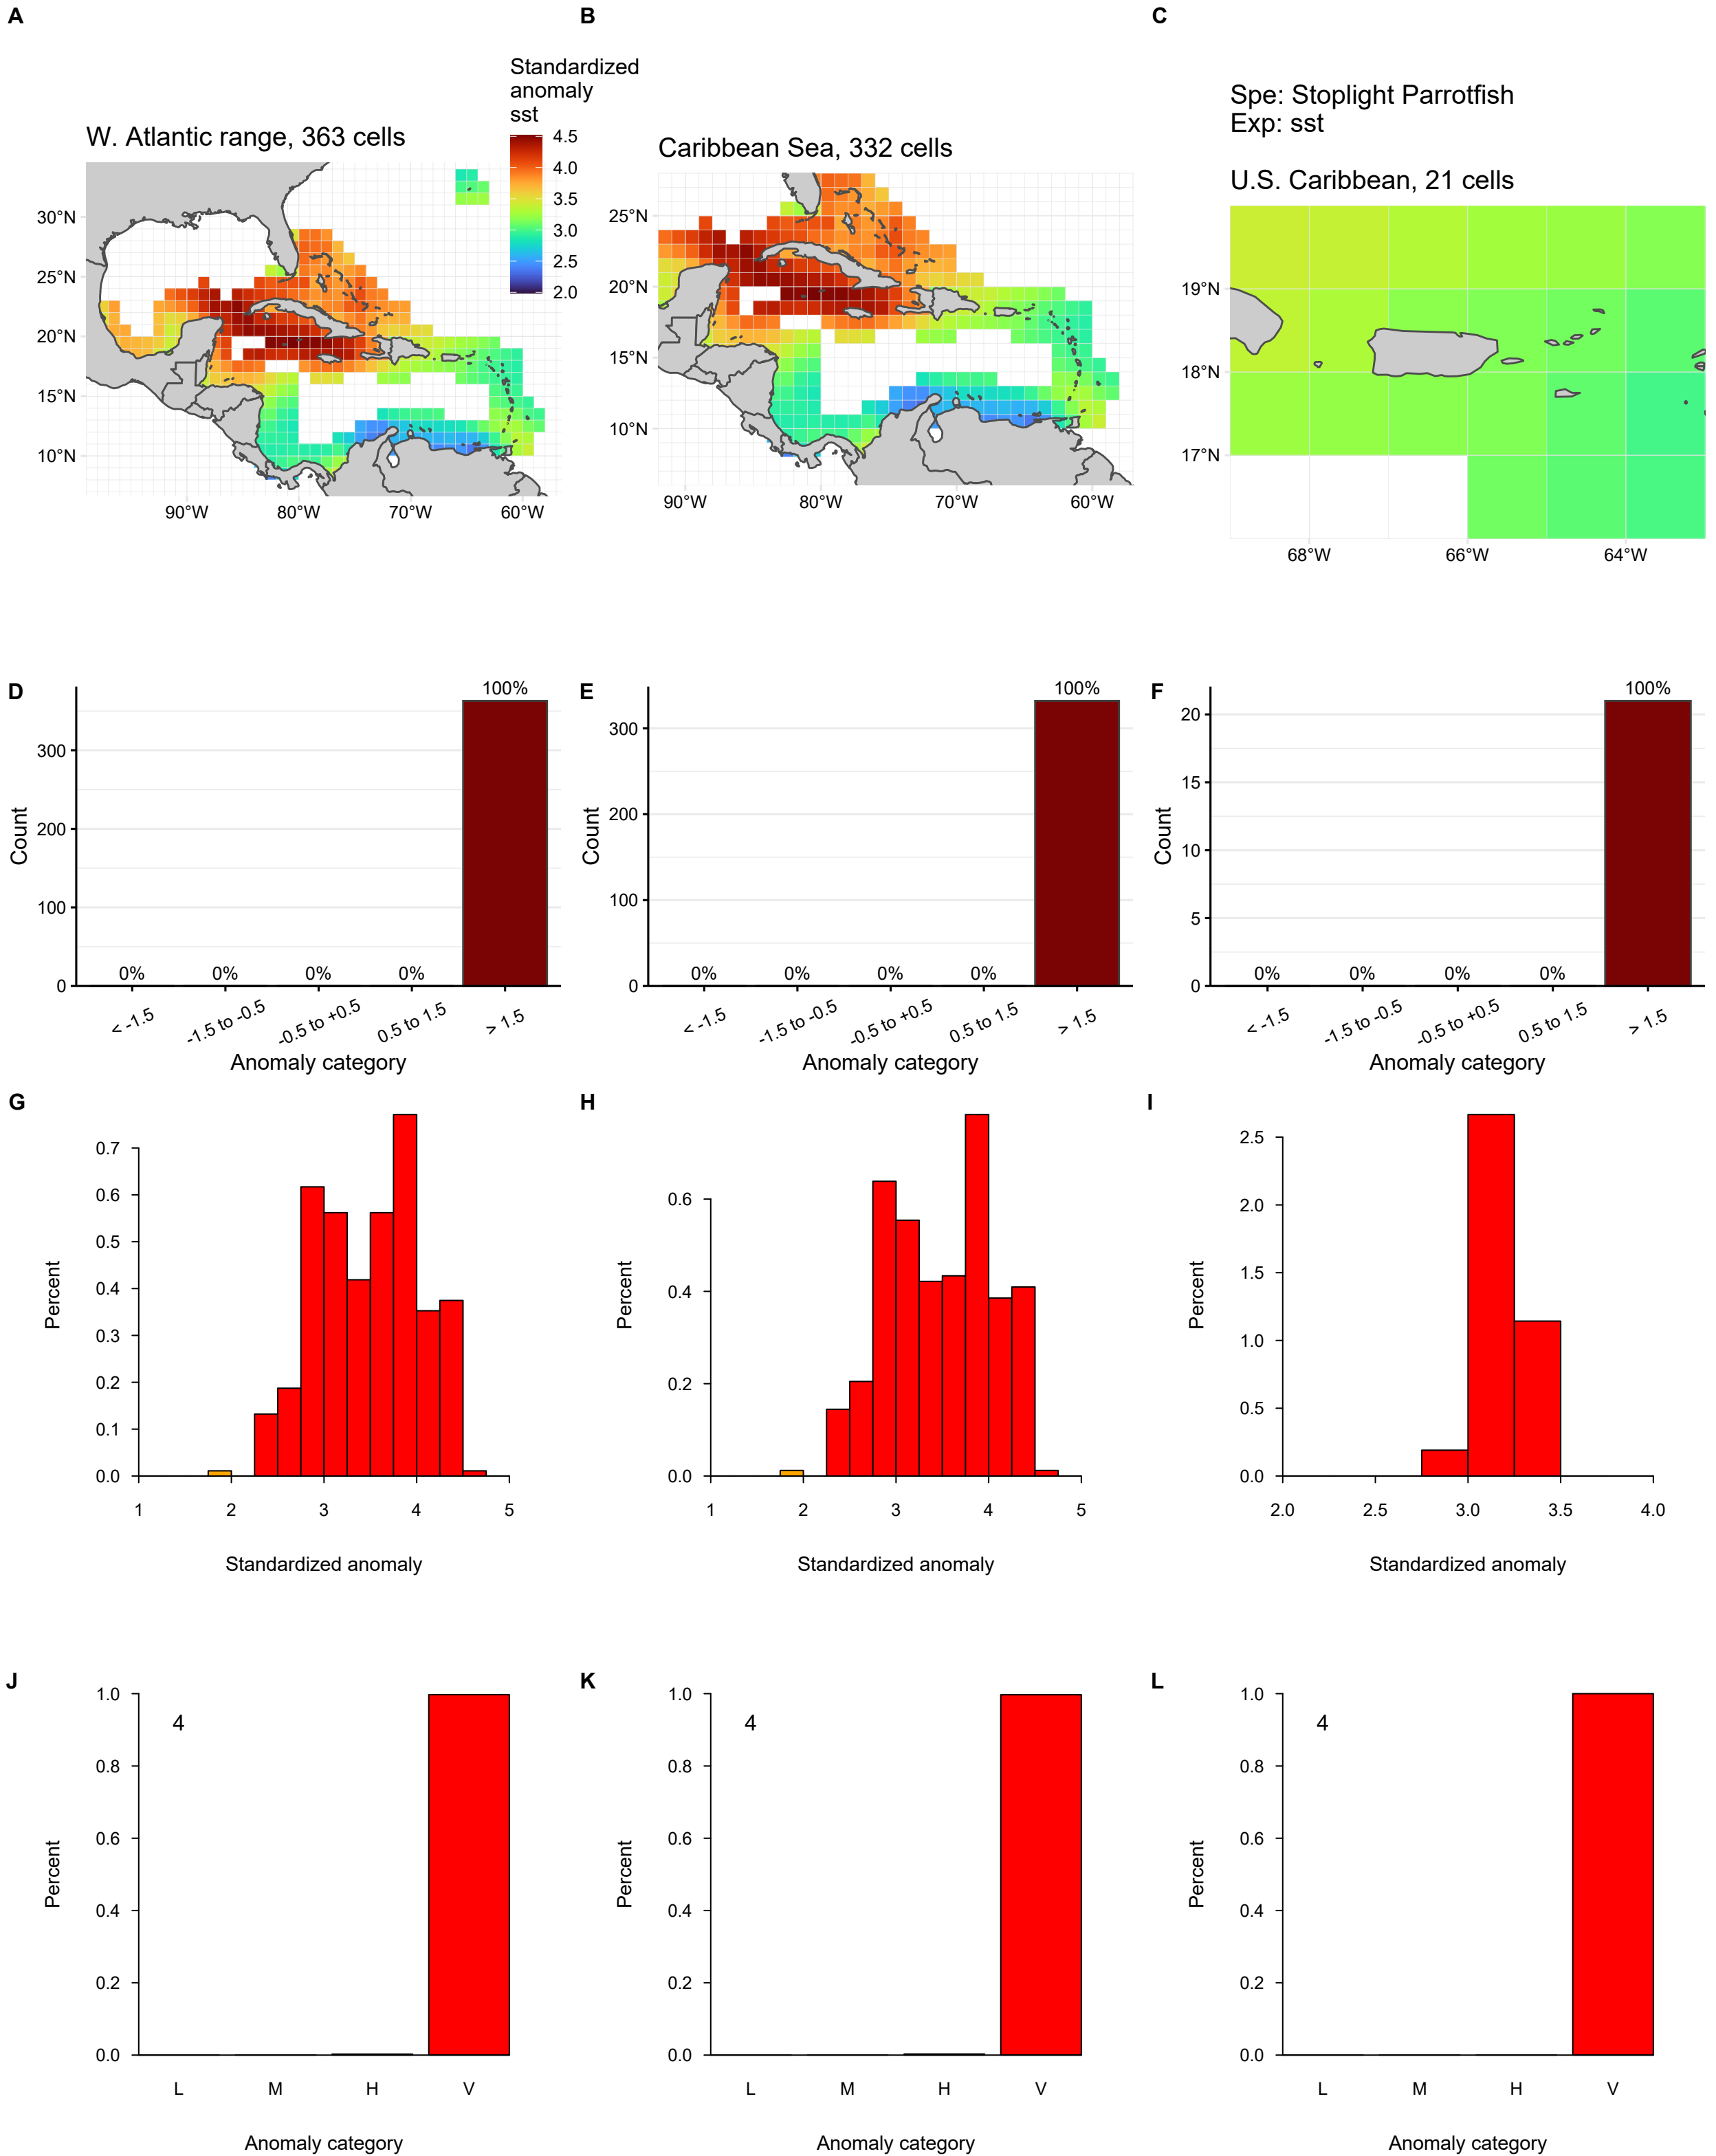 A
B
C
Standardized
anomaly
sst
4.5
4.0
3.5
3.0
2.5
2.0
W. Atlantic range, 363 cells
30°N
25°N
20°N
15°N
10°N
90°W 80°W 70°W 60°W
Caribbean Sea, 332 cells
25°N
20°N
15°N
10°N
90°W 80°W 70°W 60°W
Spe: Stoplight Parrotfish
Exp: sst
U.S. Caribbean, 21 cells
19°N
18°N
17°N
68°W 66°W 64°W
D
Count
300
200
100
0
0% 0% 0% 0% 100%
< -1.5 -1.5 to -0.5 -0.5 to +0.5 0.5 to 1.5 > 1.5
Anomaly category
E
Count
300
200
100
0
0% 0% 0% 0% 100%
< -1.5 -1.5 to -0.5 -0.5 to +0.5 0.5 to 1.5 > 1.5
Anomaly category
F
Count
20
15
10
5
0
0% 0% 0% 0% 100%
< -1.5 -1.5 to -0.5 -0.5 to +0.5 0.5 to 1.5 > 1.5
Anomaly category
G
Percent
0.7
0.6
0.5
0.4
0.3
0.2
0.1
0.0
1 2 3 4 5
Standardized anomaly
H
Percent
0.6
0.4
0.2
0.0
1 2 3 4 5
Standardized anomaly
I
Percent
2.5
2.0
1.5
1.0
0.5
0.0
2.0 2.5 3.0 3.5 4.0
Standardized anomaly
J
4
Percent
1.0
0.8
0.6
0.4
0.2
0.0
L M H V
Anomaly category
K
4
Percent
1.0
0.8
0.6
0.4
0.2
0.0
L M H V
Anomaly category
L
4
Percent
1.0
0.8
0.6
0.4
0.2
0.0
L M H V
Anomaly category